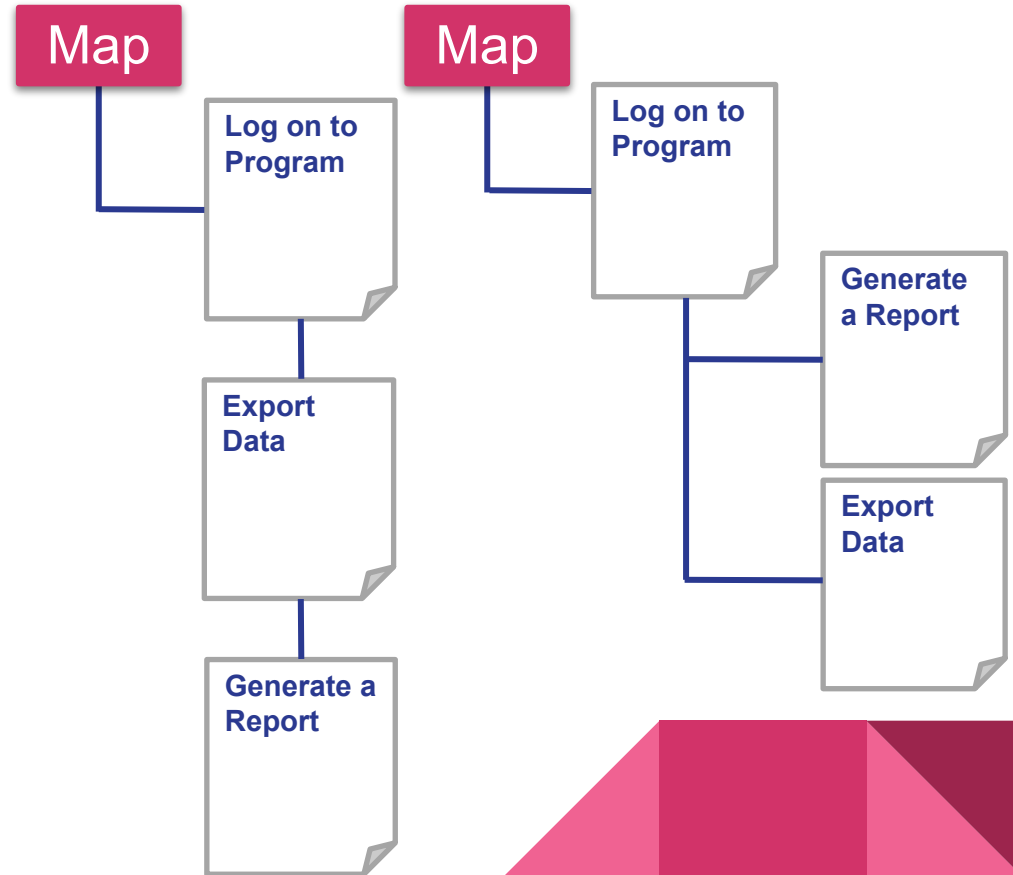 Map
Log on to
Program
Export
Data
Generate a
Report
Map
Log on to
Program
Generate
a Report
Export
Data